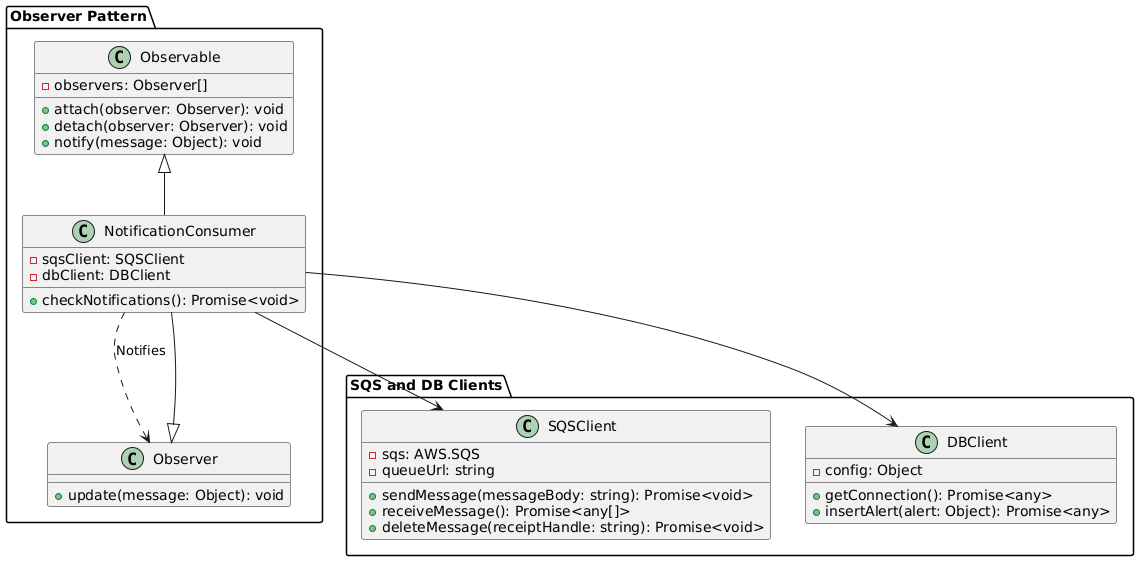 Observer Pattern
C Observable
observers: Observer[]
attach(observer: Observer): void
detach(observer: Observer): void
notify(message: Object): void
C NotificationConsumer
sqsClient: SQSClient
dbClient: DBClient
checkNotifications(): Promise<void>
Notifies
C Observer
update(message: Object): void
SQS and DB Clients
C SQSClient
sqs: AWS.SQS
queueUrl: string
sendMessage(messageBody: string): Promise<void>
receiveMessage(): Promise<any[]>
deleteMessage(receiptHandle: string): Promise<void>
C DBClient
config: Object
getConnection(): Promise<any>
insertAlert(alert: Object): Promise<any>